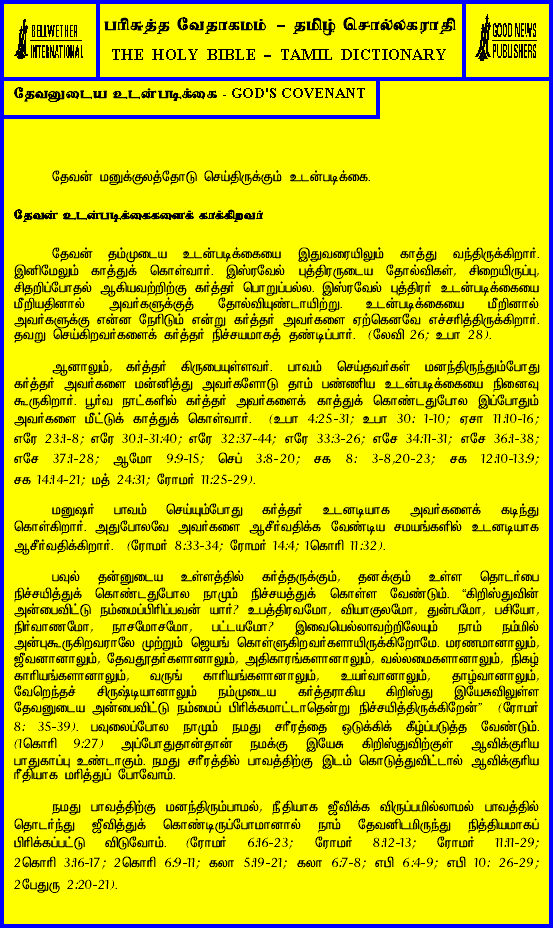 BELLWETHER
INTERNATIONAL
பரிசுத்த வேதாகமம் – தமிழ் சொல்லகராதி
THE HOLY BIBLE – TAMIL DICTIONARY
GOOD NEWS
PUBLISHERS
தேவனுடைய உடன்படிக்கை - GOD'S COVENANT
தேவன் மனுக்குலத்தோடு செய்திருக்கும் உடன்படிக்கை.
தேவன் உடன்படிக்கைகளைக் காக்கிறவர்
தேவன் தம்முடைய உடன்படிக்கையை இதுவரையிலும் காத்து வந்திருக்கிறார்.
இனிமேலும் காத்துக் கொள்வார். இஸ்ரவேல் புத்திரருடைய தோல்விகள், சிறையிருப்பு,
சிதறிப்போதல் ஆகியவற்றிற்கு கர்த்தர் பொறுப்பல்ல. இஸ்ரவேல் புத்திரர் உடன்படிக்கையை
மீறியதினால் அவர்களுக்குத் தோல்வியுண்டாயிற்று. உடன்படிக்கையை மீறினால்
அவர்களுக்கு என்ன நேரிடும் என்று கர்த்தர் அவர்களை ஏற்கெனவே எச்சரித்திருக்கிறார்.
தவறு செய்கிறவர்களைக் கர்த்தர் நிச்சயமாகத் தண்டிப்பார். (லேவி 26; உபா 28).
ஆனாலும், கர்த்தர் கிருபையுள்ளவர். பாவம் செய்தவர்கள் மனந்திருந்தும்போது
கர்த்தர் அவர்களை மன்னித்து அவர்களோடு தாம் பண்ணிய உடன்படிக்கையை நினைவு
கூருகிறார். பூர்வ நாட்களில் கர்த்தர் அவர்களைக் காத்துக் கொண்டதுபோல இப்போதும்
அவர்களை மீட்டுக் காத்துக் கொள்வார். (உபா 4:25-31; உபா 30: 1-10; ஏசா 11:10-16;
எரே 23:1-8; எரே 30:1-31:40; எரே 32:37-44; எரே 33:3-26; எசே 34:11-31; எசே 36:1-38;
எசே 37:1-28; ஆமோ 9:9-15; செப் 3:8-20; சக 8: 3-8,20-23; சக 12:10-13:9;
சக 14:14-21; மத் 24:31; ரோமர் 11:25-29).
மனுஷர் பாவம் செய்யும்போது கர்த்தர் உடனடியாக அவர்களைக் கடிந்து
கொள்கிறார். அதுபோலவே அவர்களை ஆசீர்வதிக்க வேண்டிய சமயங்களில் உடனடியாக
ஆசீர்வதிக்கிறார். (ரோமர் 8:33-34; ரோமர் 14:4; 1கொரி 11:32).
பவுல் தன்னுடைய உள்ளத்தில் கர்த்தருக்கும், தனக்கும் உள்ள தொடர்பை
நிச்சயித்துக் கொண்டதுபோல நாமும் நிச்சயத்துக் கொள்ள வேண்டும். “கிறிஸ்துவின்
அன்பைவிட்டு நம்மைப்பிரிப்பவன் யார்? உபத்திரவமோ, வியாகுலமோ, துன்பமோ, பசியோ,
நிர்வாணமோ, நாசமோசமோ, பட்டயமோ? இவையெல்லாவற்றிலேயும் நாம் நம்மில்
அன்புகூருகிறவராலே முற்றும் ஜெயங் கொள்ளுகிறவர்களாயிருக்கிறோமே. மரணமானாலும்,
ஜீவனானாலும், தேவதூதர்களானாலும், அதிகாரங்களானாலும், வல்லமைகளானாலும், நிகழ்
காரியங்களானாலும், வருங் காரியங்களானாலும், உயர்வானாலும், தாழ்வானாலும்,
வேறெந்தச் சிருஷ்டியானாலும் நம்முடைய கர்த்தராகிய கிறிஸ்து இயேசுவிலுள்ள
தேவனுடைய அன்பைவிட்டு நம்மைப் பிரிக்கமாட்டாதென்று நிச்சயித்திருக்கிறேன்” (ரோமர்
8: 35-39). பவுலைப்போல நாமும் நமது சரீரத்தை ஒடுக்கிக் கீழ்ப்படுத்த வேண்டும்.
(1கொரி 9:27) அப்போதுதான்தான் நமக்கு இயேசு கிறிஸ்துவிற்குள் ஆவிக்குரிய
பாதுகாப்பு உண்டாகும். நமது சரீரத்தில் பாவத்திற்கு இடம் கொடுத்துவிட்டால் ஆவிக்குரிய
ரீதியாக மரித்துப் போவோம்.
நமது பாவத்திற்கு மனந்திரும்பாமல், நீதியாக ஜீவிக்க விருப்பமில்லாமல் பாவத்தில்
தொடர்ந்து ஜீவித்துக் கொண்டிருப்போமானால் நாம் தேவனிடமிருந்து நித்தியமாகப்
பிரிக்கப்பட்டு விடுவோம். (ரோமர் 6:16-23; ரோமர் 8:12-13; ரோமர் 11:11-29;
2கொரி 3:16-17; 2கொரி 6:9-11; கலா 5:19-21; கலா 6:7-8; எபி 6:4-9; எபி 10: 26-29;
2பேதுரு 2:20-21).